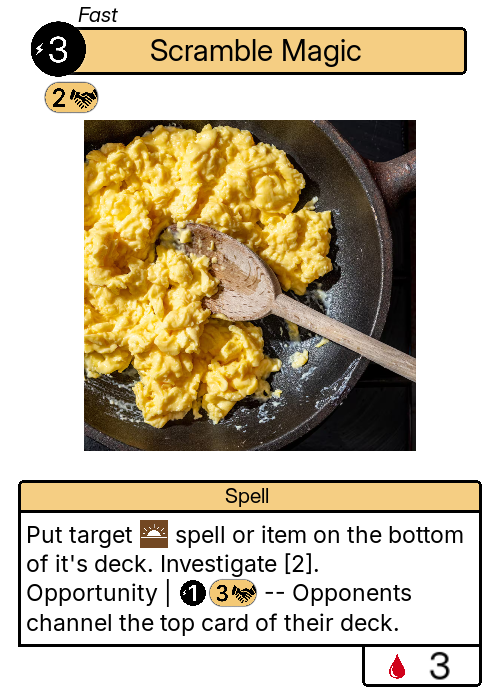 Fast
3
Scramble Magic
2
Spell
Put target spell or item on the bottom
of it's deck. Investigate [2].
Opportunity | 1 3 -- Opponents
channel the top card of their deck.
3